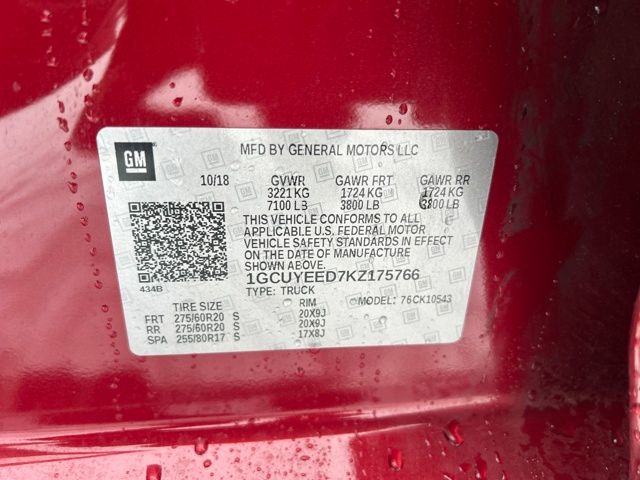 GM
MFD BY GENERAL MOTORS LLC
10/18 GVWR GAWR FRT GAWR RR
3221 KG 1724 KG 1724 KG
7100 LB 3800 LB 3800 LB
THIS VEHICLE CONFORMS TO ALL
APPLICABLE U.S. FEDERAL MOTOR
VEHICLE SAFETY STANDARDS IN EFFECT
ON THE DATE OF MANUFACTURE
SHOWN ABOVE.
434B
1GCUYEED7KZ175766
TYPE: TRUCK MODEL: 76CK10543
TIRE SIZE RIM
FRT 275/60R20 S 20X9J
RR 275/60R20 S 20X9J
SPA 255/80R17 S 17X8J